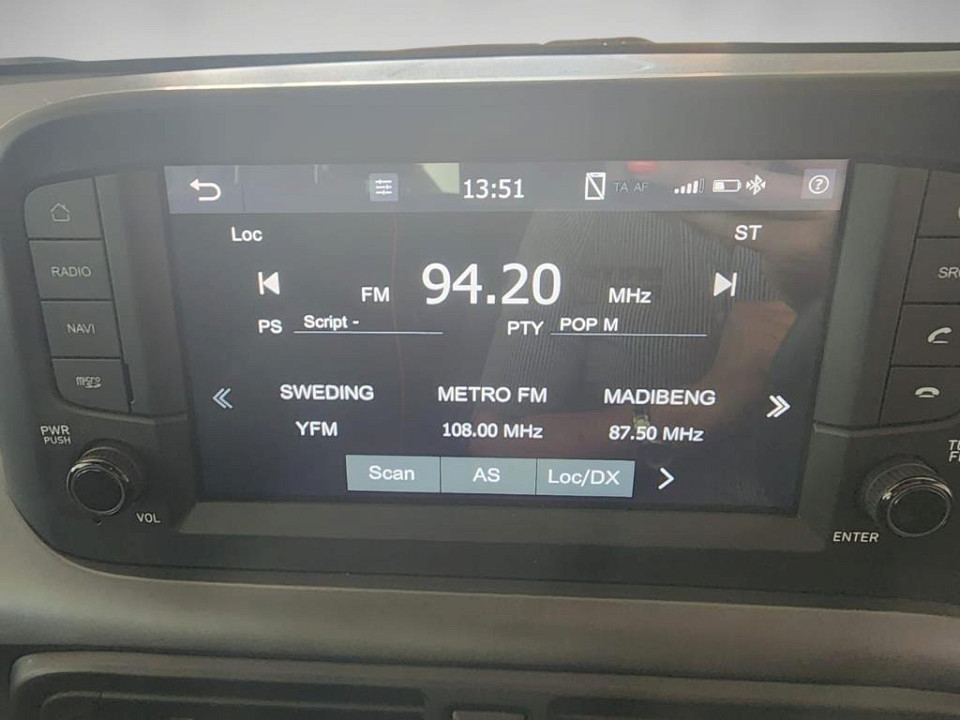 13:51 TA AF ?
Loc ST
FM 94.20 MHz
PS Script - PTY POP M
SWEDING METRO FM MADIBENG
YFM 108.00 MHz 87.50 MHz
Scan AS Loc/DX
RADIO
NAVI
PWR
PUSH
VOL
ENTER